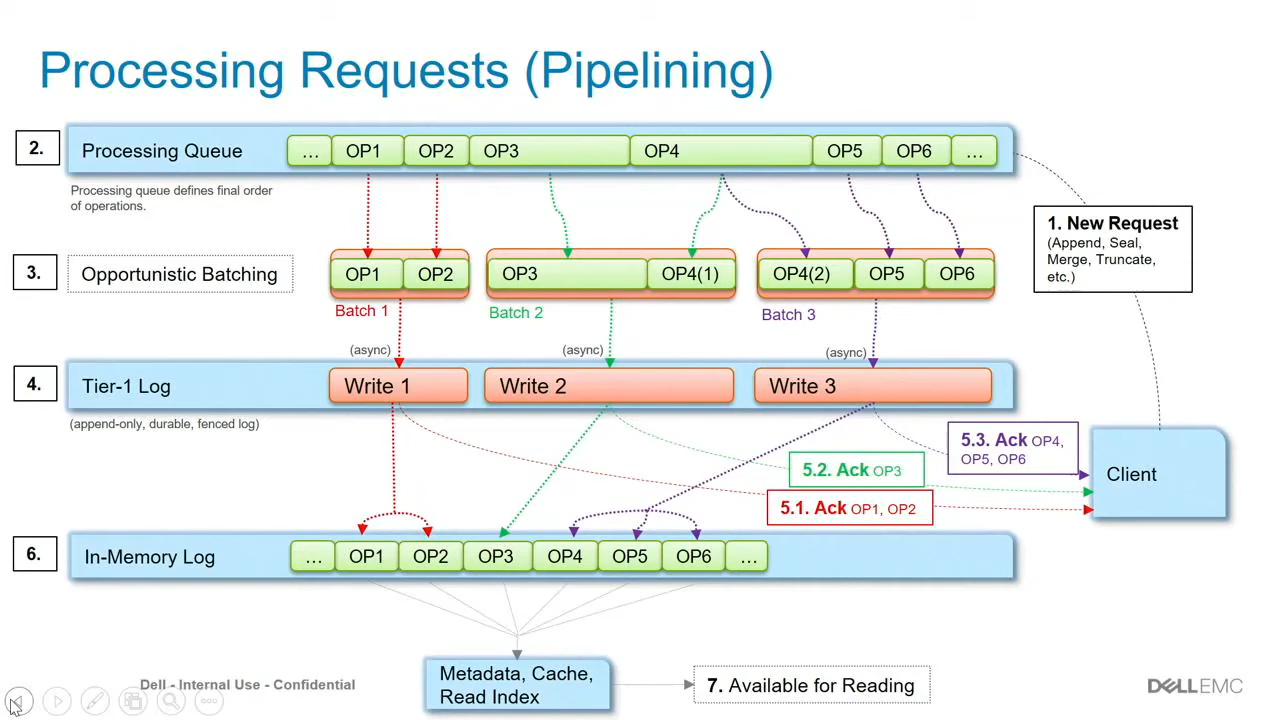 Processing Requests (Pipelining)
2.
Processing Queue
... OP1 OP2 OP3 OP4 OP5 OP6 ...
Processing queue defines final order
of operations.
1. New Request
(Append, Seal,
Merge, Truncate,
etc.)
3.
Opportunistic Batching
OP1 OP2 OP3 OP4(1) OP4(2) OP5 OP6
Batch 1
Batch 2
Batch 3
(async)
(async)
(async)
4.
Tier-1 Log
Write 1
Write 2
Write 3
(append-only, durable, fenced log)
5.3. Ack OP4,
OP5, OP6
5.2. Ack OP3
5.1. Ack OP1, OP2
Client
6.
In-Memory Log
... OP1 OP2 OP3 OP4 OP5 OP6 ...
Metadata, Cache,
Read Index
7. Available for Reading
Dell - Internal Use - Confidential
DELLEMC